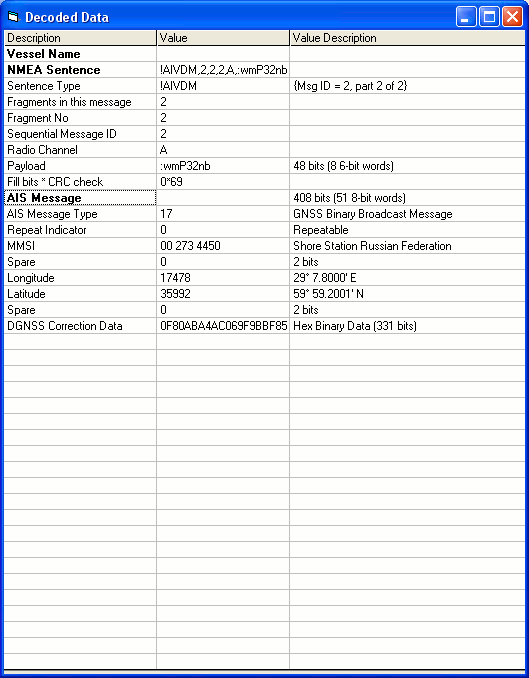 Decoded Data
Description Value Value Description
Vessel Name
NMEA Sentence !AIVDM,2,2,2,A,:wmP32nb
Sentence Type !AIVDM {Msg ID = 2, part 2 of 2}
Fragments in this message 2
Fragment No 2
Sequential Message ID 2
Radio Channel A
Payload :wmP32nb 48 bits (8 6-bit words)
Fill bits * CRC check 0*69
AIS Message 408 bits (51 8-bit words)
AIS Message Type 17 GNSS Binary Broadcast Message
Repeat Indicator 0 Repeatable
MMSI 00 273 4450 Shore Station Russian Federation
Spare 0 2 bits
Longitude 17478 29° 7.8000' E
Latitude 35992 59° 59.2001' N
Spare 0 2 bits
DGNSS Correction Data 0F80ABA4AC069F9BBF85 Hex Binary Data (331 bits)